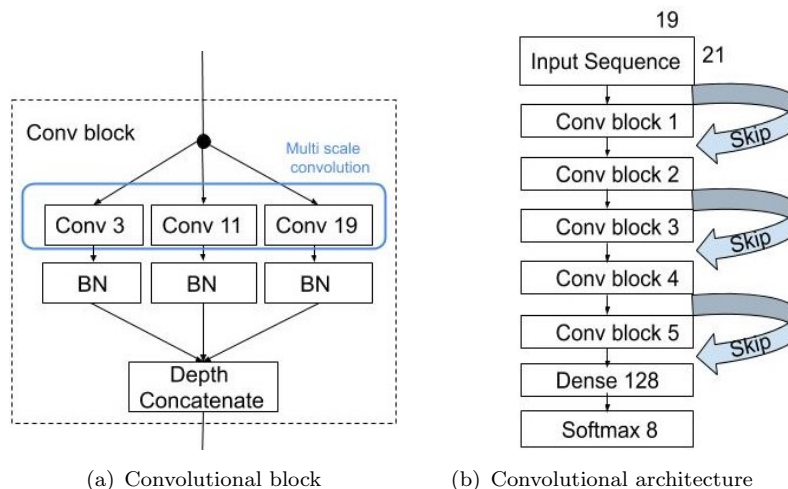 Conv block
Multi scale
convolution
Conv 3
Conv 11
Conv 19
BN
BN
BN
Depth
Concatenate
(a) Convolutional block
19
21
Input Sequence
Conv block 1
Skip
Conv block 2
Conv block 3
Skip
Conv block 4
Conv block 5
Skip
Dense 128
Softmax 8
(b) Convolutional architecture